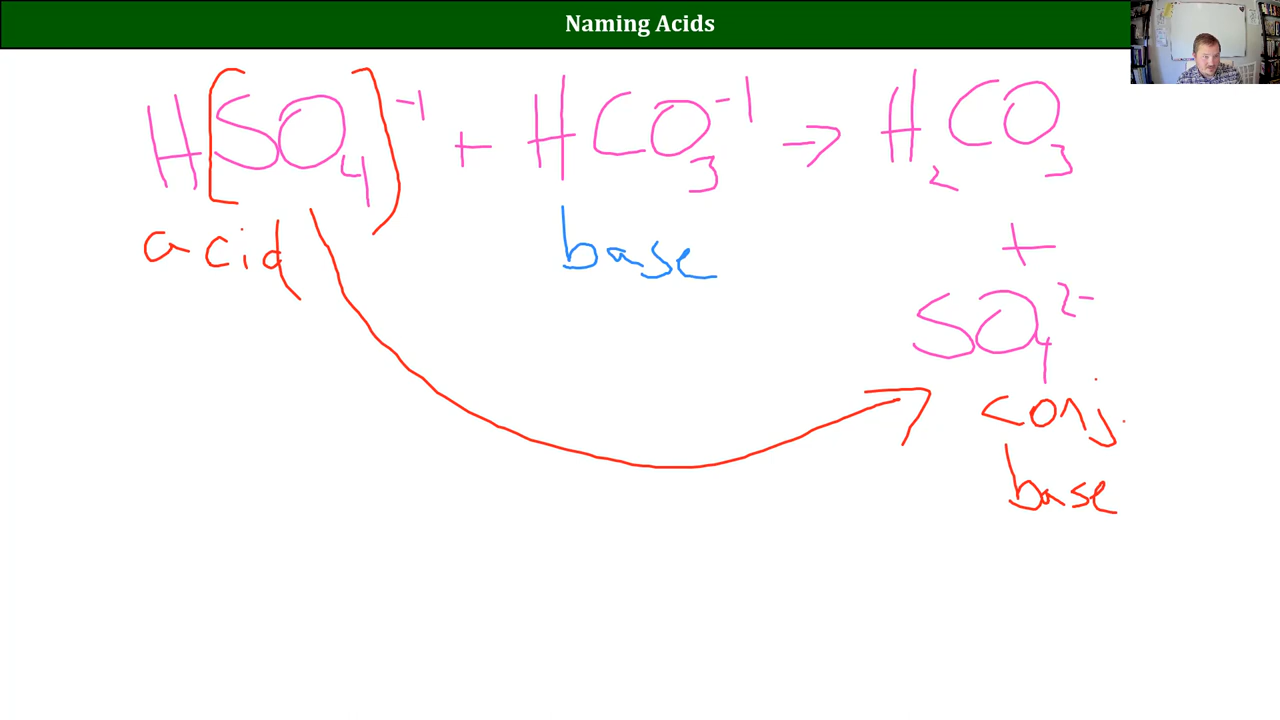 Naming Acids
H[SO₄]⁻¹ + HCO₃⁻¹ → H₂CO₃
acid base
+
SO₄²⁻
conj.
base